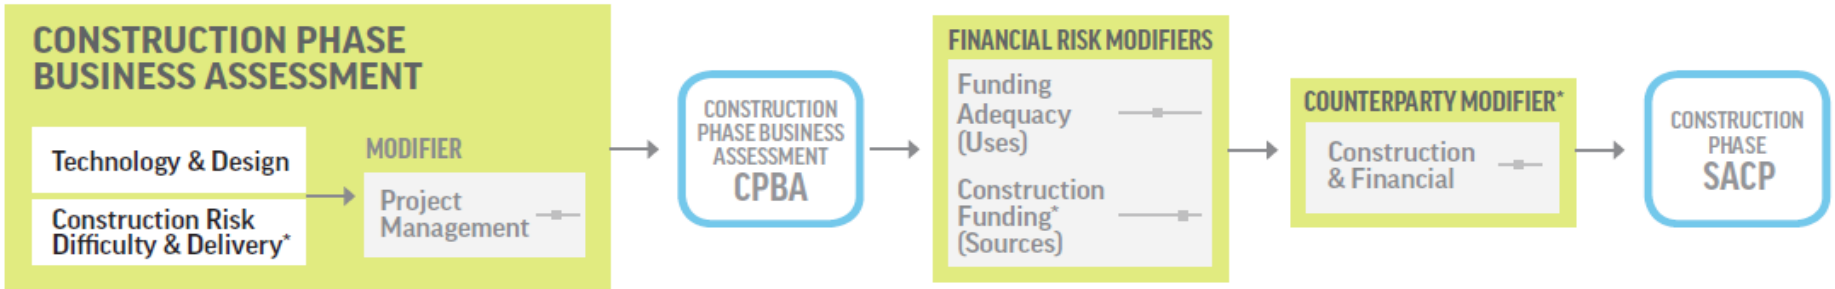 CONSTRUCTION PHASE
BUSINESS ASSESSMENT
Technology & Design
Construction Risk
Difficulty & Delivery*
MODIFIER
Project
Management
CONSTRUCTION
PHASE BUSINESS
ASSESSMENT
CPBA
FINANCIAL RISK MODIFIERS
Funding
Adequacy
(Uses)
Construction
Funding*
(Sources)
COUNTERPARTY MODIFIER*
Construction
& Financial
CONSTRUCTION
PHASE
SACP